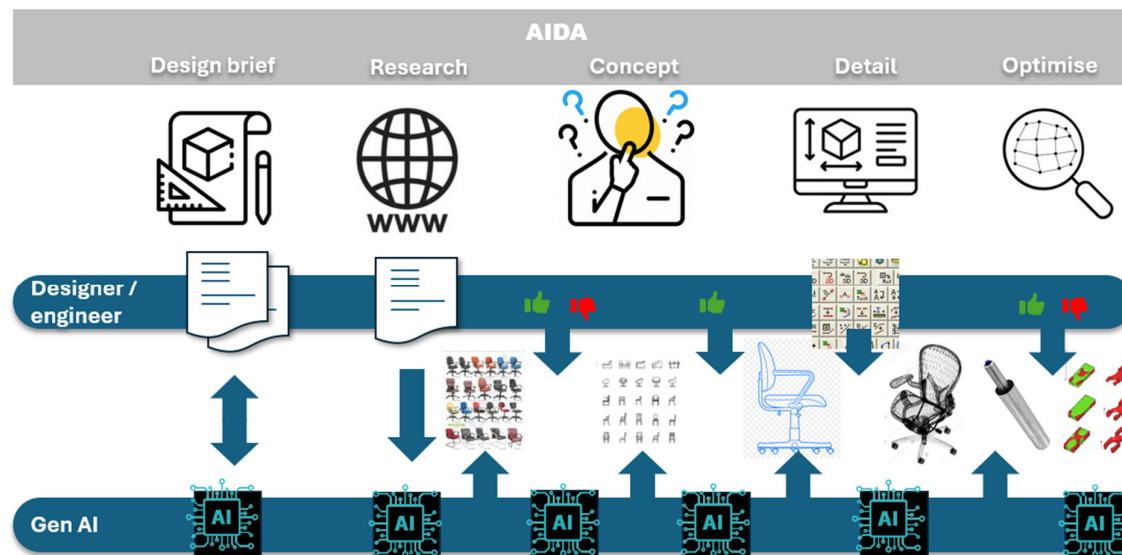 AIDA
Design brief
Research
Concept
Detail
Optimise
WWW
Designer /
engineer
Gen AI
AI
AI
AI
AI
AI
AI